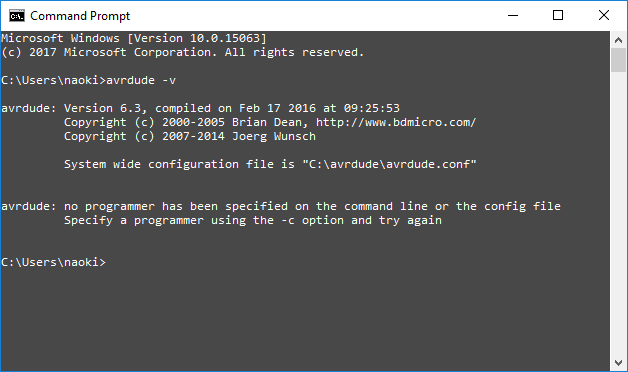 Command Prompt
Microsoft Windows [Version 10.0.15063]
(c) 2017 Microsoft Corporation. All rights reserved.
C:\Users\naoki>avrdude -v
avrdude: Version 6.3, compiled on Feb 17 2016 at 09:25:53
Copyright (c) 2000-2005 Brian Dean, http://www.bdmicro.com/
Copyright (c) 2007-2014 Joerg Wunsch
System wide configuration file is "C:\avrdude\avrdude.conf"
avrdude: no programmer has been specified on the command line or the config file
Specify a programmer using the -c option and try again
C:\Users\naoki>